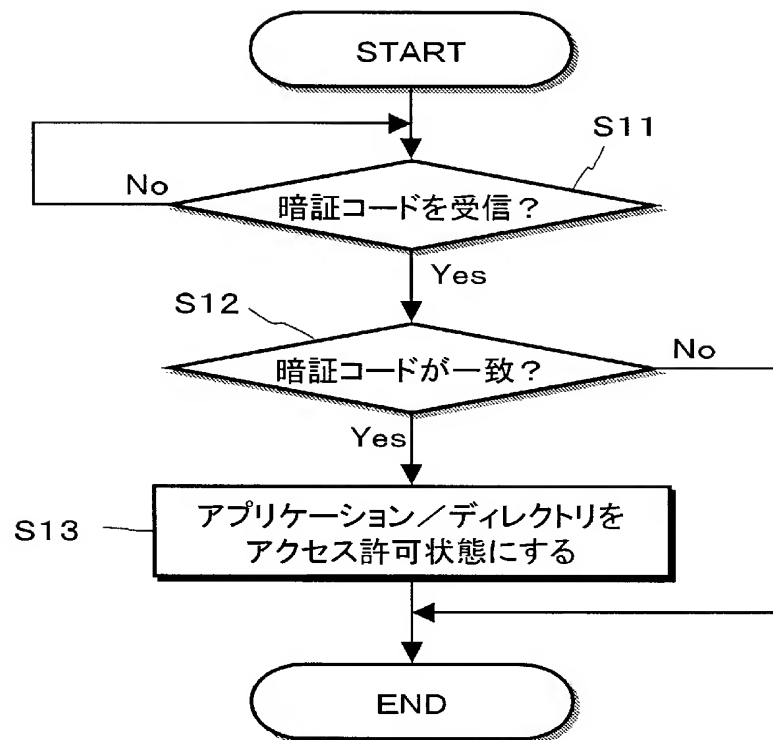 START
S11
No
暗証コードを受信？
Yes
S12
No
暗証コードが一致？
Yes
S13
アプリケーション／ディレクトリを
アクセス許可状態にする
END